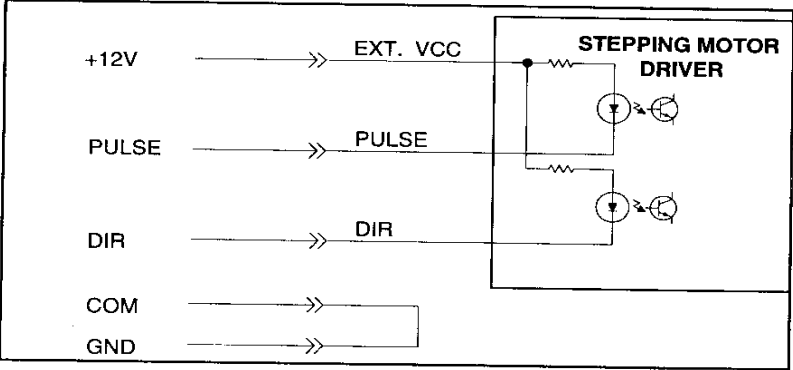 +12V
EXT. VCC
STEPPING MOTOR
DRIVER
PULSE
PULSE
DIR
DIR
COM
GND